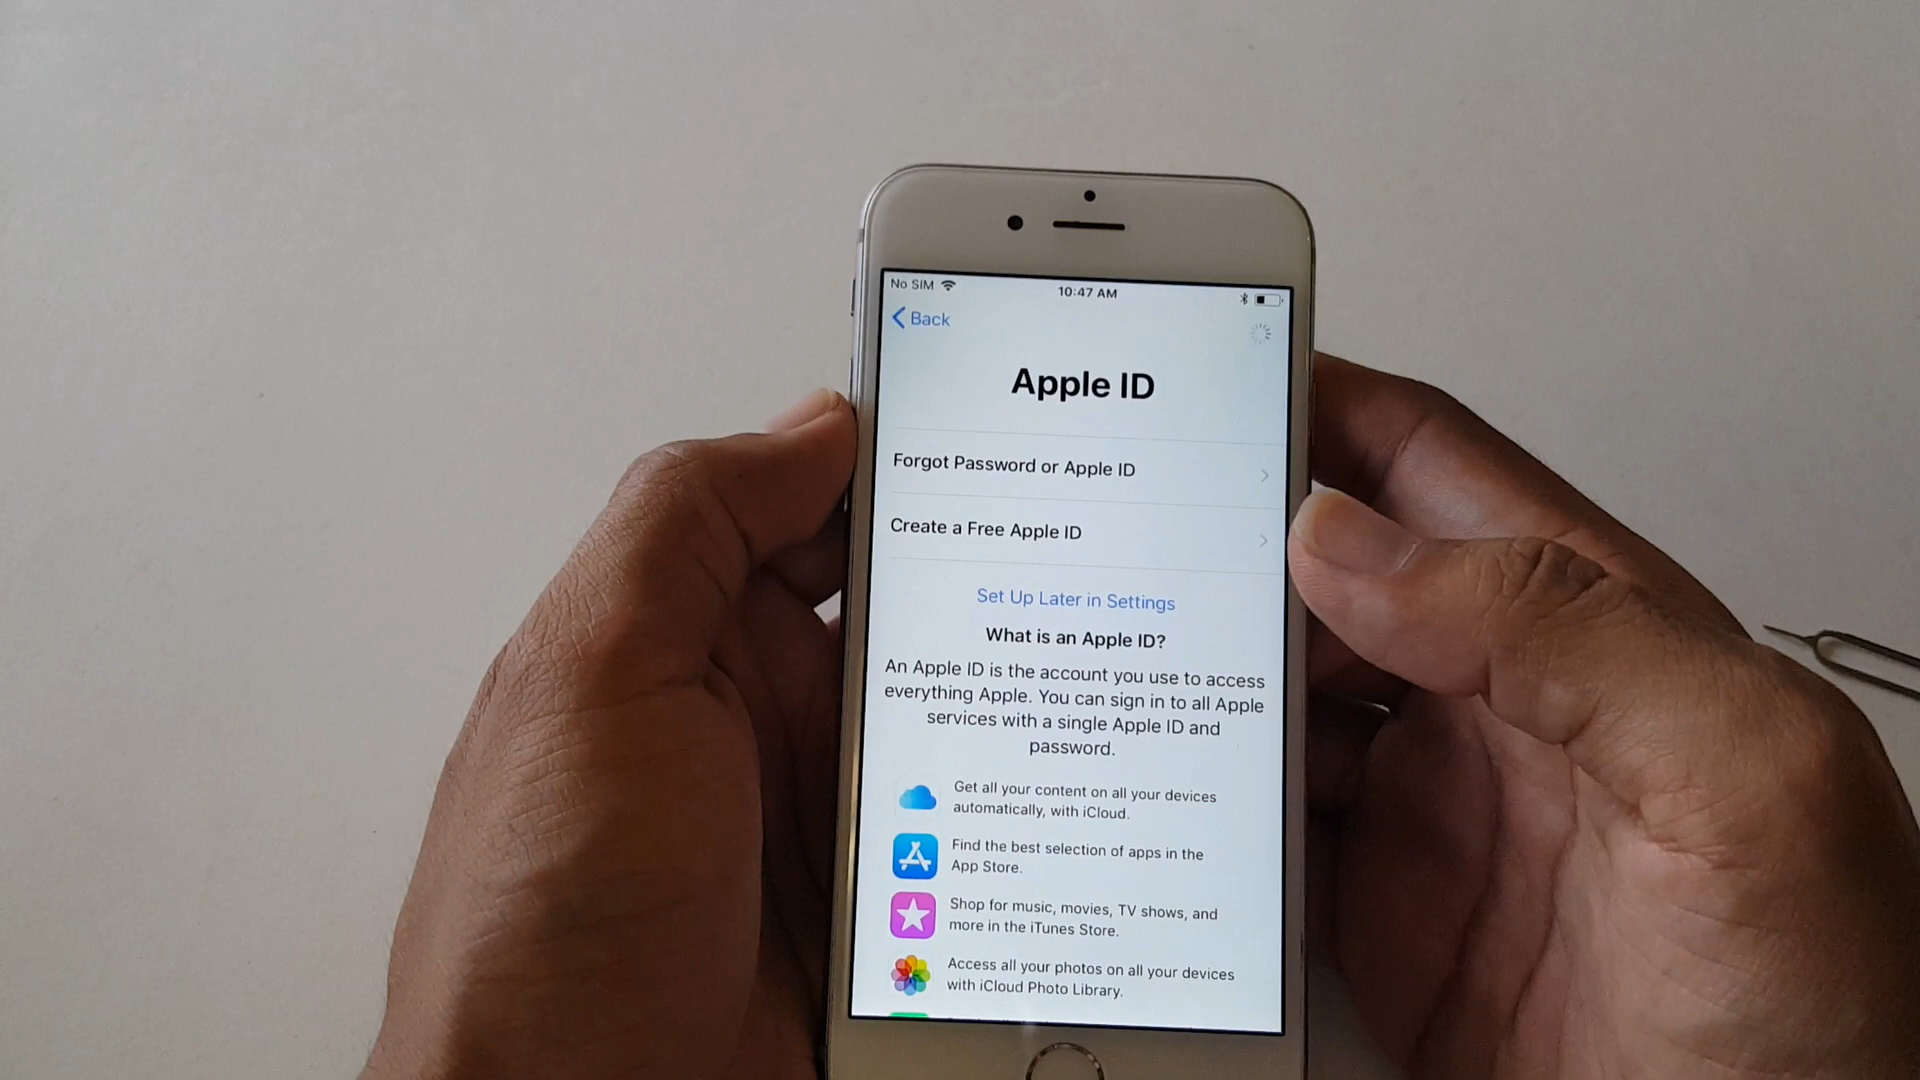 No SIM
10:47 AM
Back
Apple ID
Forgot Password or Apple ID
Create a Free Apple ID
Set Up Later in Settings
What is an Apple ID?
An Apple ID is the account you use to access
everything Apple. You can sign in to all Apple
services with a single Apple ID and
password.
Get all your content on all your devices
automatically, with iCloud.
Find the best selection of apps in the
App Store.
Shop for music, movies, TV shows, and
more in the iTunes Store.
Access all your photos on all your devices
with iCloud Photo Library.